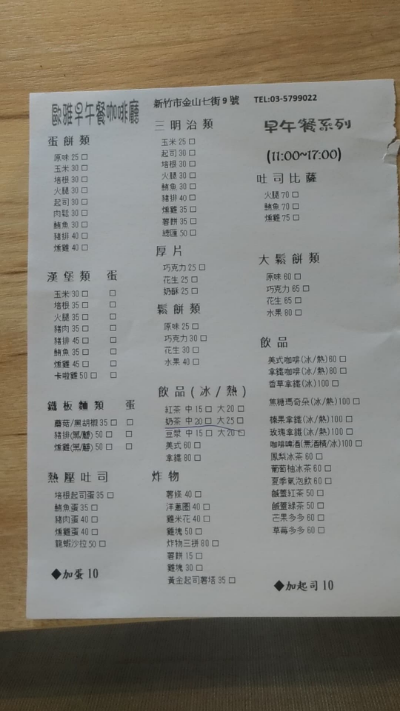 歐雅早午餐咖啡廳
新竹市金山七街9號 TEL:03-5799022
蛋餅類
原味 25 □
玉米 30 □
培根 30 □
火腿 30 □
起司 30 □
肉鬆 30 □
鮪魚 30 □
豬排 40 □
燻雞 40 □
漢堡類 蛋
玉米 30 □ □
培根 35 □ □
火腿 35 □ □
豬肉 35 □ □
豬排 45 □ □
鮪魚 35 □ □
燻雞 45 □ □
卡啦雞 50 □ □
鐵板麵類 蛋
蘑菇/黑胡椒 35 □ □
豬排(黑/蘑) 50 □ □
燻雞(黑/蘑) 50 □ □
熱壓吐司
培根起司蛋 35 □
鮪魚蛋 35 □
豬肉蛋 40 □
燻雞蛋 40 □
龍蝦沙拉 50 □
◆加蛋 10
三明治類
玉米 25 □
起司 30 □
培根 30 □
火腿 30 □
鮪魚 30 □
豬排 40 □
燻雞 35 □
薯餅 35 □
總匯 50 □
厚片
巧克力 25 □
花生 25 □
奶酥 25 □
鬆餅類
原味 25 □
巧克力 30 □
花生 30 □
水果 40 □
飲品(冰/熱)
紅茶 中 15 □ 大 20 □
奶茶 中 20 □ 大 25 □
豆漿 中 15 □ 大 20 □
美式 60 □
拿鐵 80 □
炸物
薯條 40 □
洋蔥圈 40 □
雞米花 40 □
雞塊 50 □
炸物三拼 80 □
薯餅 15 □
雞塊 30 □
黃金起司薯塔 35 □
早午餐系列
(11:00~17:00)
吐司比薩
火腿 70 □
鮪魚 70 □
燻雞 75 □
大鬆餅類
原味 60 □
巧克力 65 □
花生 65 □
水果 80 □
飲品
美式咖啡(冰/熱) 60 □
拿鐵咖啡(冰/熱) 80 □
香草拿鐵(冰) 100 □
焦糖瑪奇朵(冰/熱) 100 □
榛果拿鐵(冰/熱) 100 □
玫瑰拿鐵(冰/熱) 100 □
咖啡啤酒(無酒精/冰) 100 □
鳳梨冰茶 60 □
葡萄柚冰茶 60 □
夏季氣泡飲 60 □
鹹薑紅茶 50 □
鹹薑綠茶 50 □
芒果多多 60 □
草莓多多 60 □
◆加起司 10